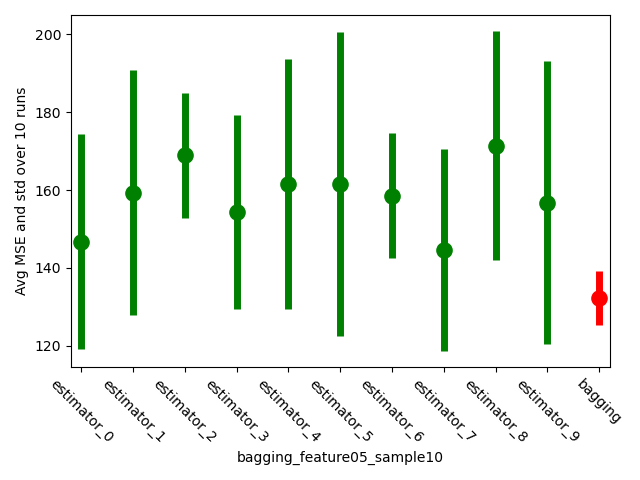 Avg MSE and std over 10 runs
200
180
160
140
120
estimator_0
estimator_1
estimator_2
estimator_3
estimator_4
estimator_5
estimator_6
estimator_7
estimator_8
estimator_9
bagging
bagging_feature05_sample10